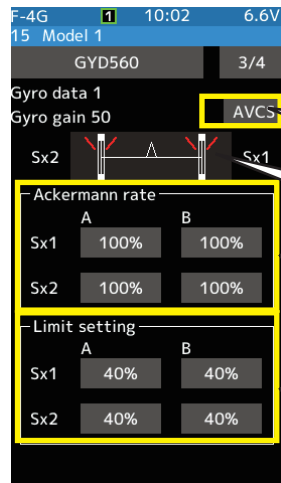 F-4G 1 10:02 6.6V
15 Model 1
GYD560 3/4
Gyro data 1
Gyro gain 50 AVCS
Sx2 Sx1
Ackermann rate
A B
Sx1 100% 100%
Sx2 100% 100%
Limit setting
A B
Sx1 40% 40%
Sx2 40% 40%